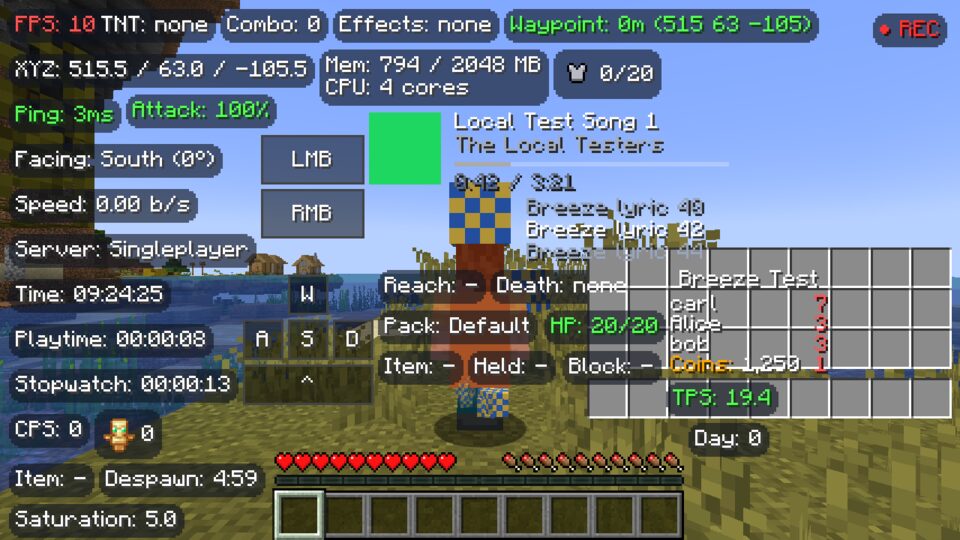 FPS: 10 TNT: none Combo: 0 Effects: none Waypoint: 0m (515 63 -105) REC
XYZ: 515.5 / 63.0 / -105.5
Mem: 794 / 2048 MB
CPU: 4 cores
0/20
Ping: 3ms Attack: 100%
Local Test Song 1
The Local Testers
0:42 / 3:21
Facing: South (0°)
LMB
Speed: 0.00 b/s
RMB
Breeze lyric 40
Breeze lyric 42
Breeze lyric 44
Server: Singleplayer
Time: 09:24:25
W
Reach: - Death: none
Breeze Test
carl 7
Alice 3
bob 3
Coins: 1,250 1
Playtime: 00:00:08
A S D
Pack: Default HP: 20/20
Item: - Held: - Block: -
Stopwatch: 00:00:13
^
TPS: 19.4
CPS: 0 0
Day: 0
Item: - Despawn: 4:59
Saturation: 5.0